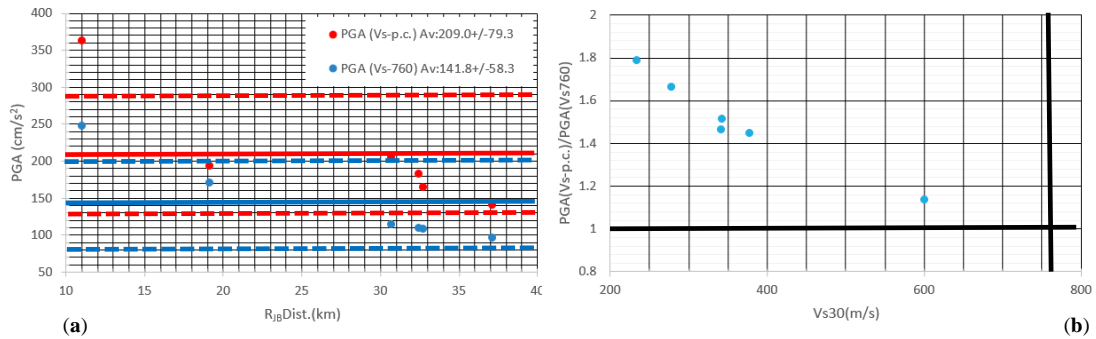 400
350
300
250
200
150
100
50
PGA (cm/s²)
PGA (Vs-p.c.) Av:209.0+/-79.3
PGA (Vs-760) Av:141.8+/-58.3
10 15 20 25 30 35 40
R_JB Dist.(km)
(a)
2
1.8
1.6
1.4
1.2
1
0.8
PGA(Vs-p.c.)/PGA(Vs760)
200 400 600 800
Vs30(m/s)
(b)